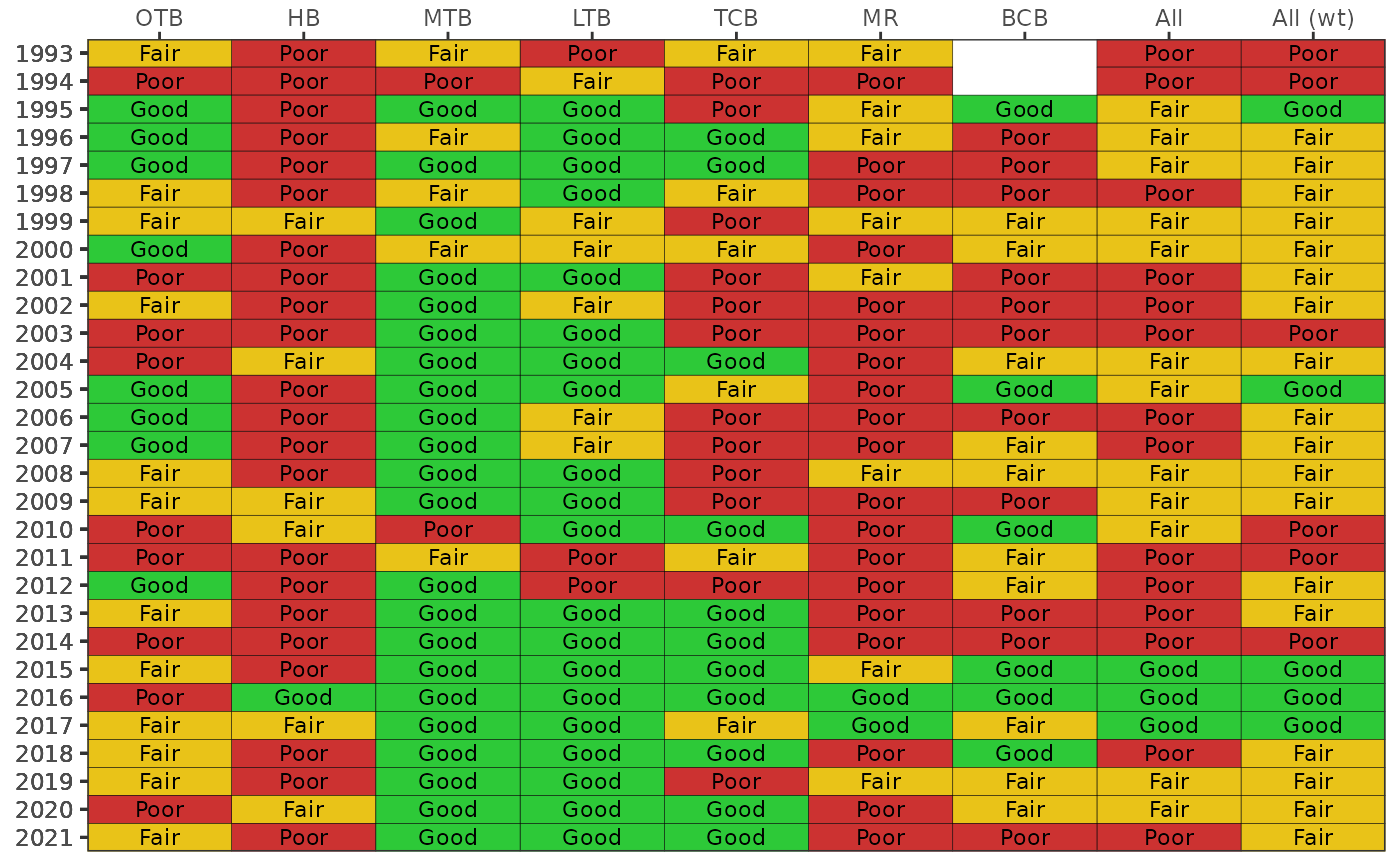 OTB HB MTB LTB TCB MR BCB All All (wt)
1993 Fair Poor Fair Poor Fair Fair Poor Poor
1994 Poor Poor Poor Fair Poor Poor Poor Poor
1995 Good Poor Good Good Poor Fair Good Fair Good
1996 Good Poor Fair Good Good Fair Poor Fair Fair
1997 Good Poor Good Good Good Poor Poor Fair Fair
1998 Fair Poor Fair Good Fair Poor Poor Poor Fair
1999 Fair Fair Good Fair Poor Fair Fair Fair Fair
2000 Good Poor Fair Fair Fair Poor Fair Fair Fair
2001 Poor Poor Good Good Poor Fair Poor Poor Fair
2002 Fair Poor Good Fair Poor Poor Poor Poor Fair
2003 Poor Poor Good Good Poor Poor Poor Poor Poor
2004 Poor Fair Good Good Good Poor Fair Fair Fair
2005 Good Poor Good Good Fair Poor Good Fair Good
2006 Good Poor Good Fair Poor Poor Poor Poor Fair
2007 Good Poor Good Fair Poor Poor Fair Poor Fair
2008 Fair Poor Good Good Poor Fair Fair Fair Fair
2009 Fair Fair Good Good Poor Poor Poor Fair Fair
2010 Poor Fair Poor Good Good Poor Good Fair Poor
2011 Poor Poor Fair Poor Fair Poor Fair Poor Poor
2012 Good Poor Good Poor Poor Poor Fair Poor Fair
2013 Fair Poor Good Good Good Poor Poor Poor Fair
2014 Poor Poor Good Good Good Poor Poor Poor Poor
2015 Fair Poor Good Good Good Fair Good Good Good
2016 Poor Good Good Good Good Good Good Good Good
2017 Fair Fair Good Good Fair Good Fair Good Good
2018 Fair Poor Good Good Good Poor Good Poor Fair
2019 Fair Poor Good Good Poor Fair Fair Fair Fair
2020 Poor Fair Good Good Good Poor Fair Fair Fair
2021 Fair Poor Good Good Good Poor Poor Poor Fair